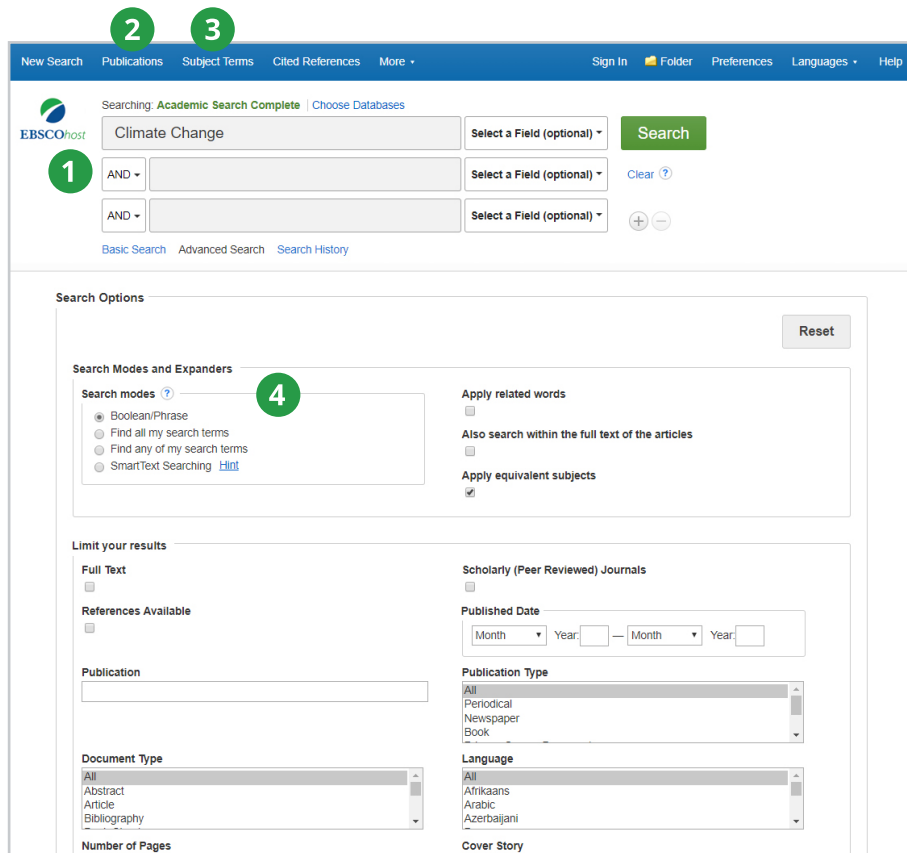 2 3
New Search Publications Subject Terms Cited References More Sign In Folder Preferences Languages Help
Searching: Academic Search Complete | Choose Databases
EBSCOhost
Climate Change Select a Field (optional) Search
1
AND Select a Field (optional) Clear ?
AND Select a Field (optional) + −
Basic Search Advanced Search Search History
Search Options
Reset
Search Modes and Expanders
Search modes ? 4
Boolean/Phrase
Find all my search terms
Find any of my search terms
SmartText Searching Hint
Apply related words
Also search within the full text of the articles
Apply equivalent subjects
Limit your results
Full Text
Scholarly (Peer Reviewed) Journals
References Available
Published Date
Month Year: — Month Year:
Publication
Publication Type
All
Periodical
Newspaper
Book
Document Type
All
Abstract
Article
Bibliography
Language
All
Afrikaans
Arabic
Azerbaijani
Number of Pages
Cover Story